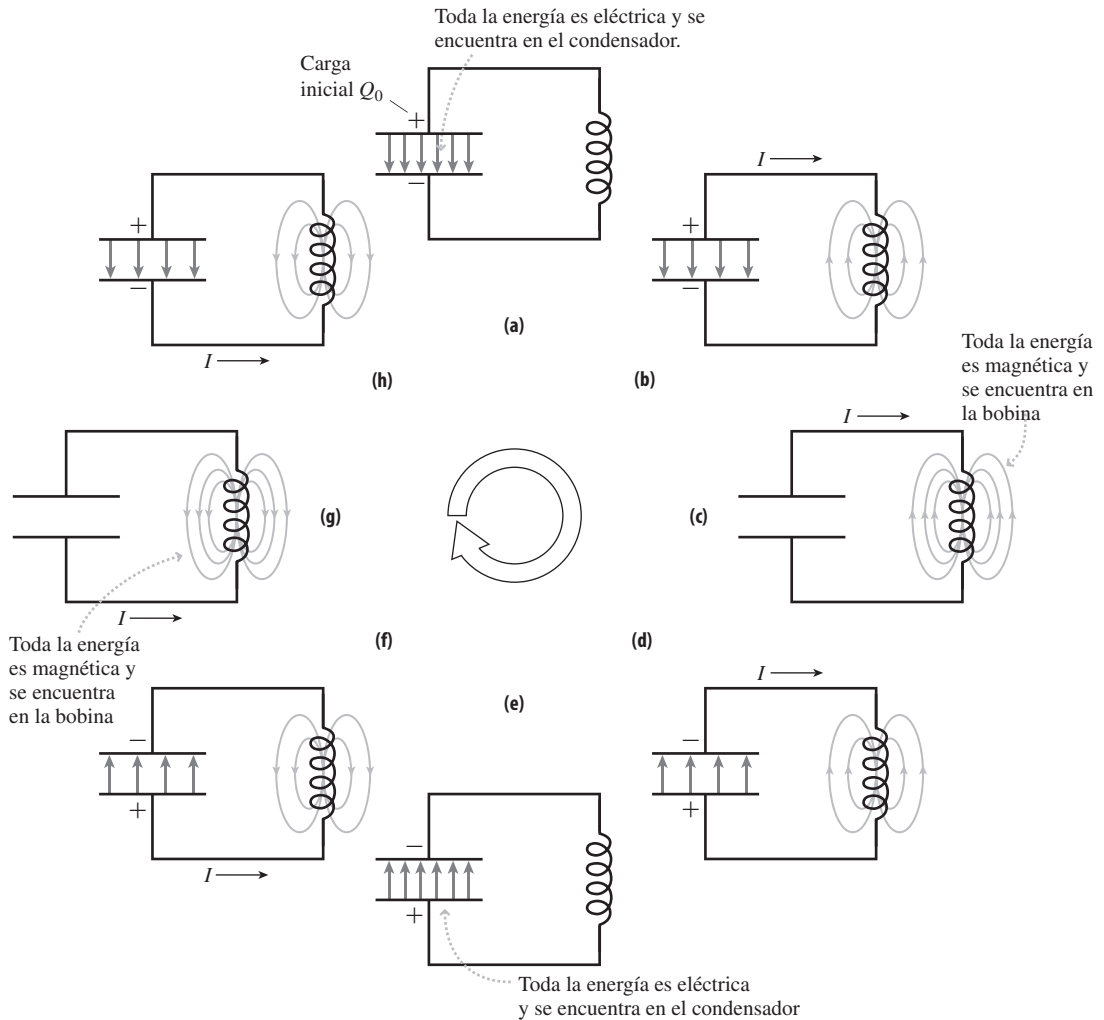 Toda la energía es eléctrica y se
encuentra en el condensador.
Carga
inicial Q0
+
−
(a)
I
+
−
(h)
I
+
−
(b)
Toda la energía
es magnética y
se encuentra en
la bobina
I
(c)
(g)
I
Toda la energía
es magnética y
se encuentra
en la bobina
(f)
(d)
−
+
I
(e)
−
+
I
−
+
Toda la energía es eléctrica
y se encuentra en el condensador